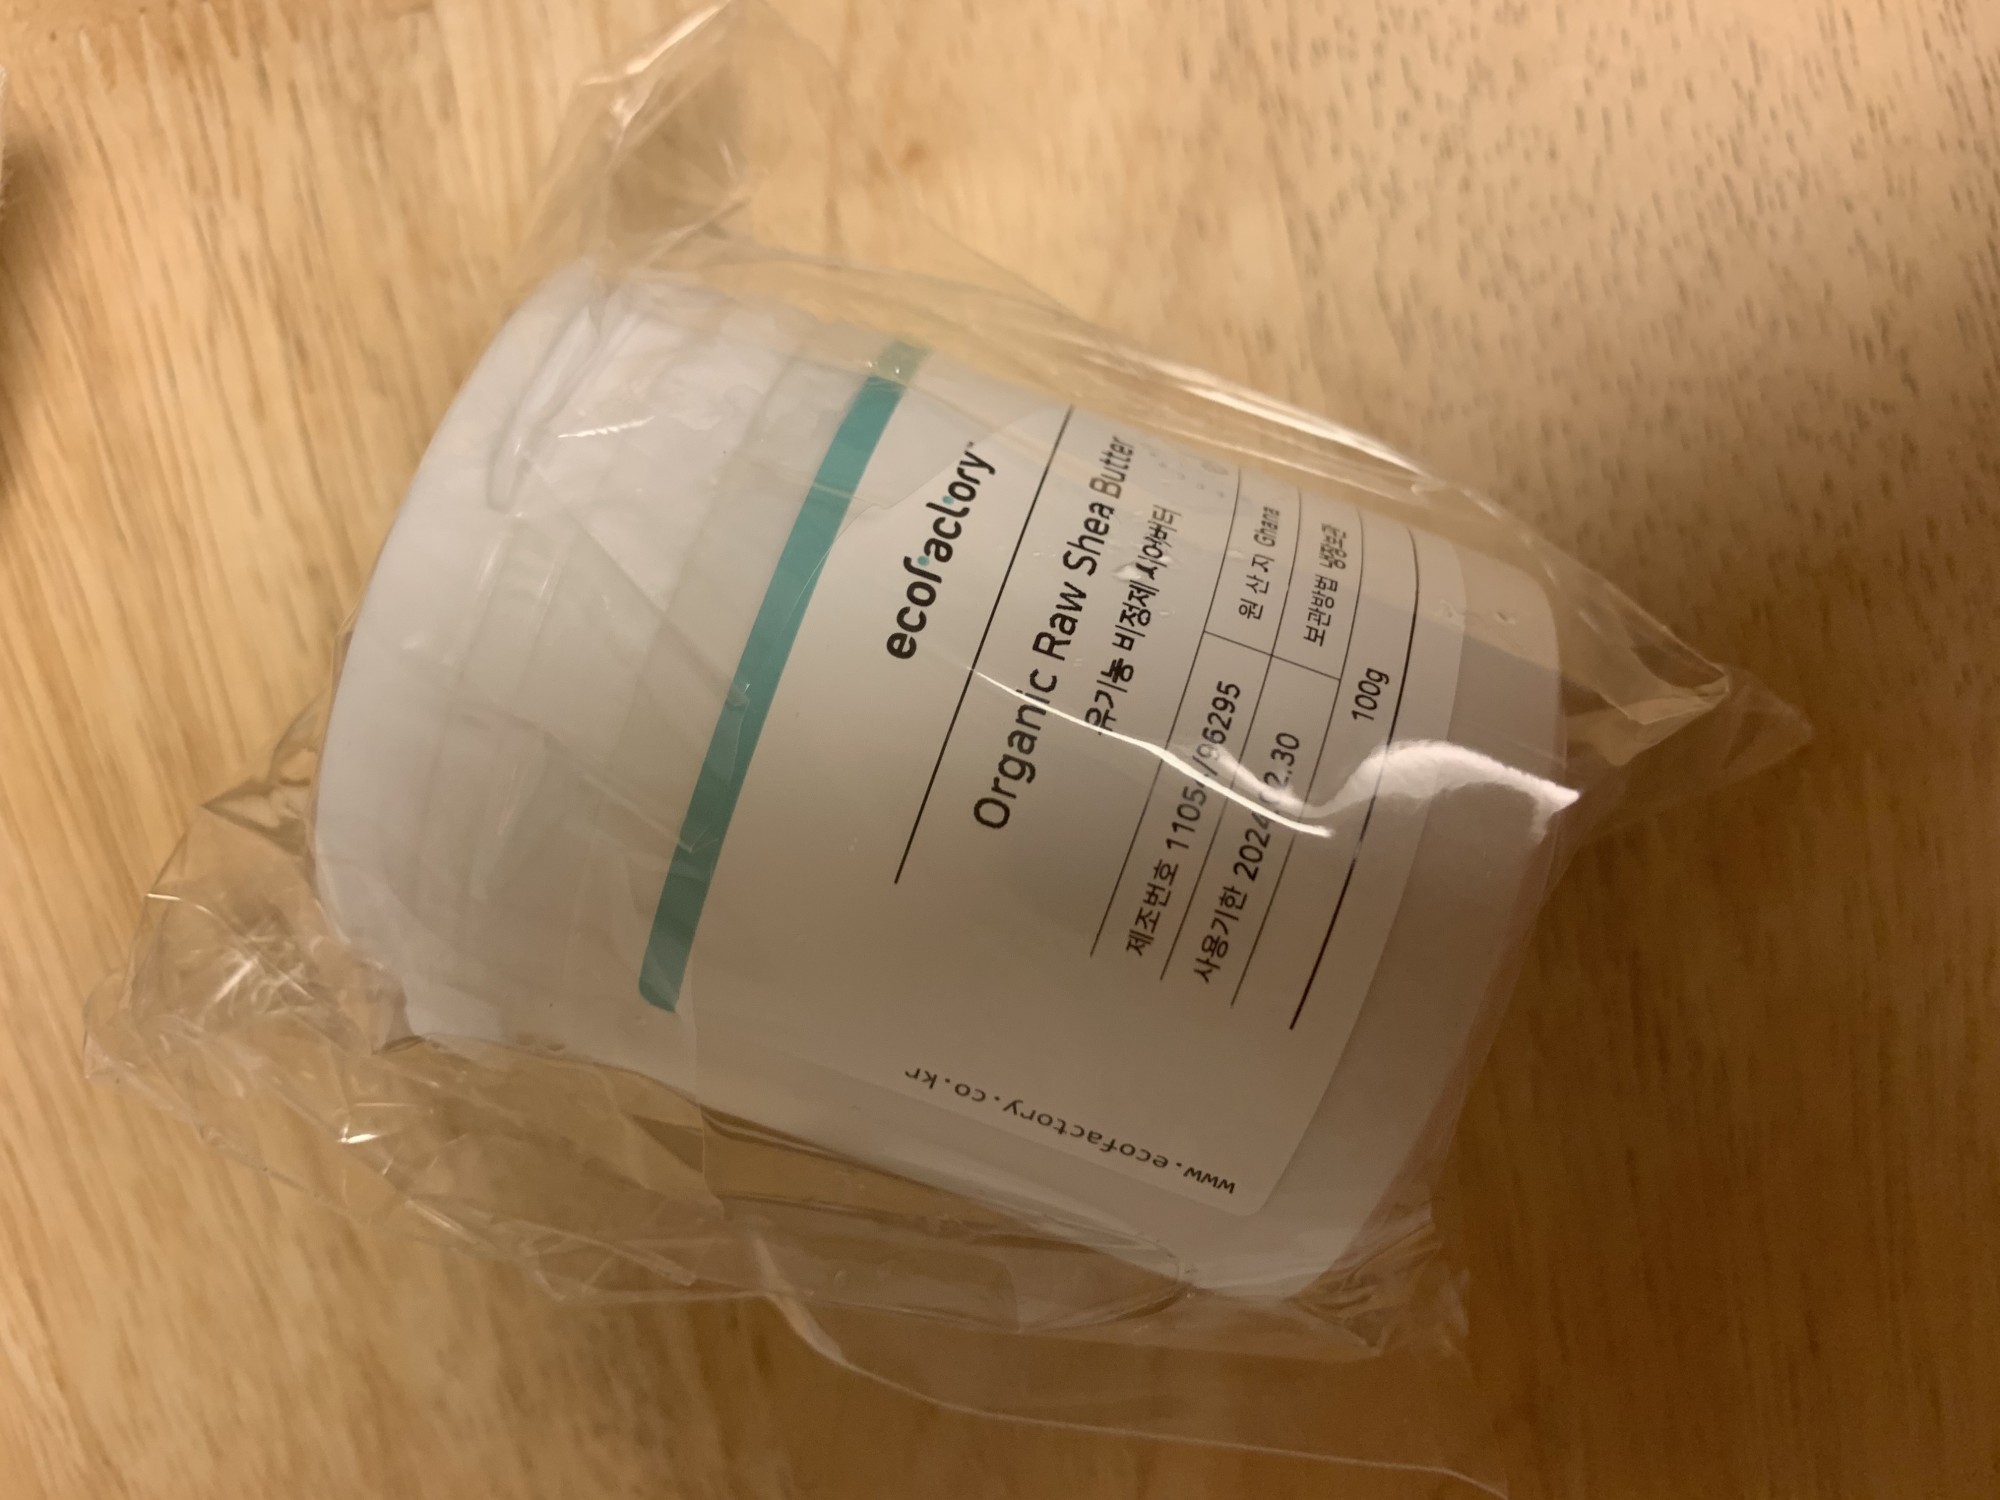 ecofactory™
Organic Raw Shea Butter
유기농 비정제 시어버터
제조번호 원산지 Ghana
사용기한 보관방법 냉장보관
100g
www.ecofactory.co.kr